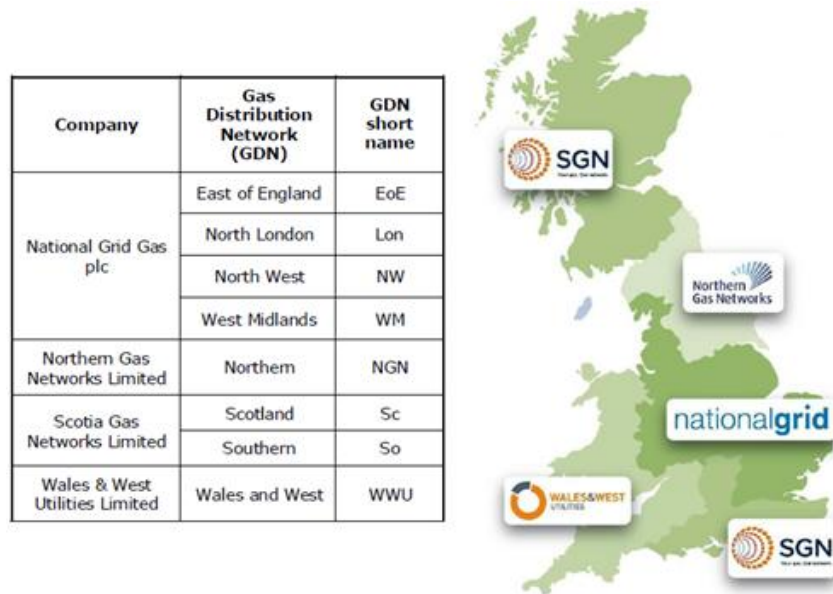 Company
Gas
Distribution
Network
(GDN)
GDN
short
name
National Grid Gas
plc
East of England
EoE
North London
Lon
North West
NW
West Midlands
WM
Northern Gas
Networks Limited
Northern
NGN
Scotia Gas
Networks Limited
Scotland
Sc
Southern
So
Wales & West
Utilities Limited
Wales and West
WWU
SGN
Northern
Gas Networks
nationalgrid
WALES&WEST
UTILITIES
SGN